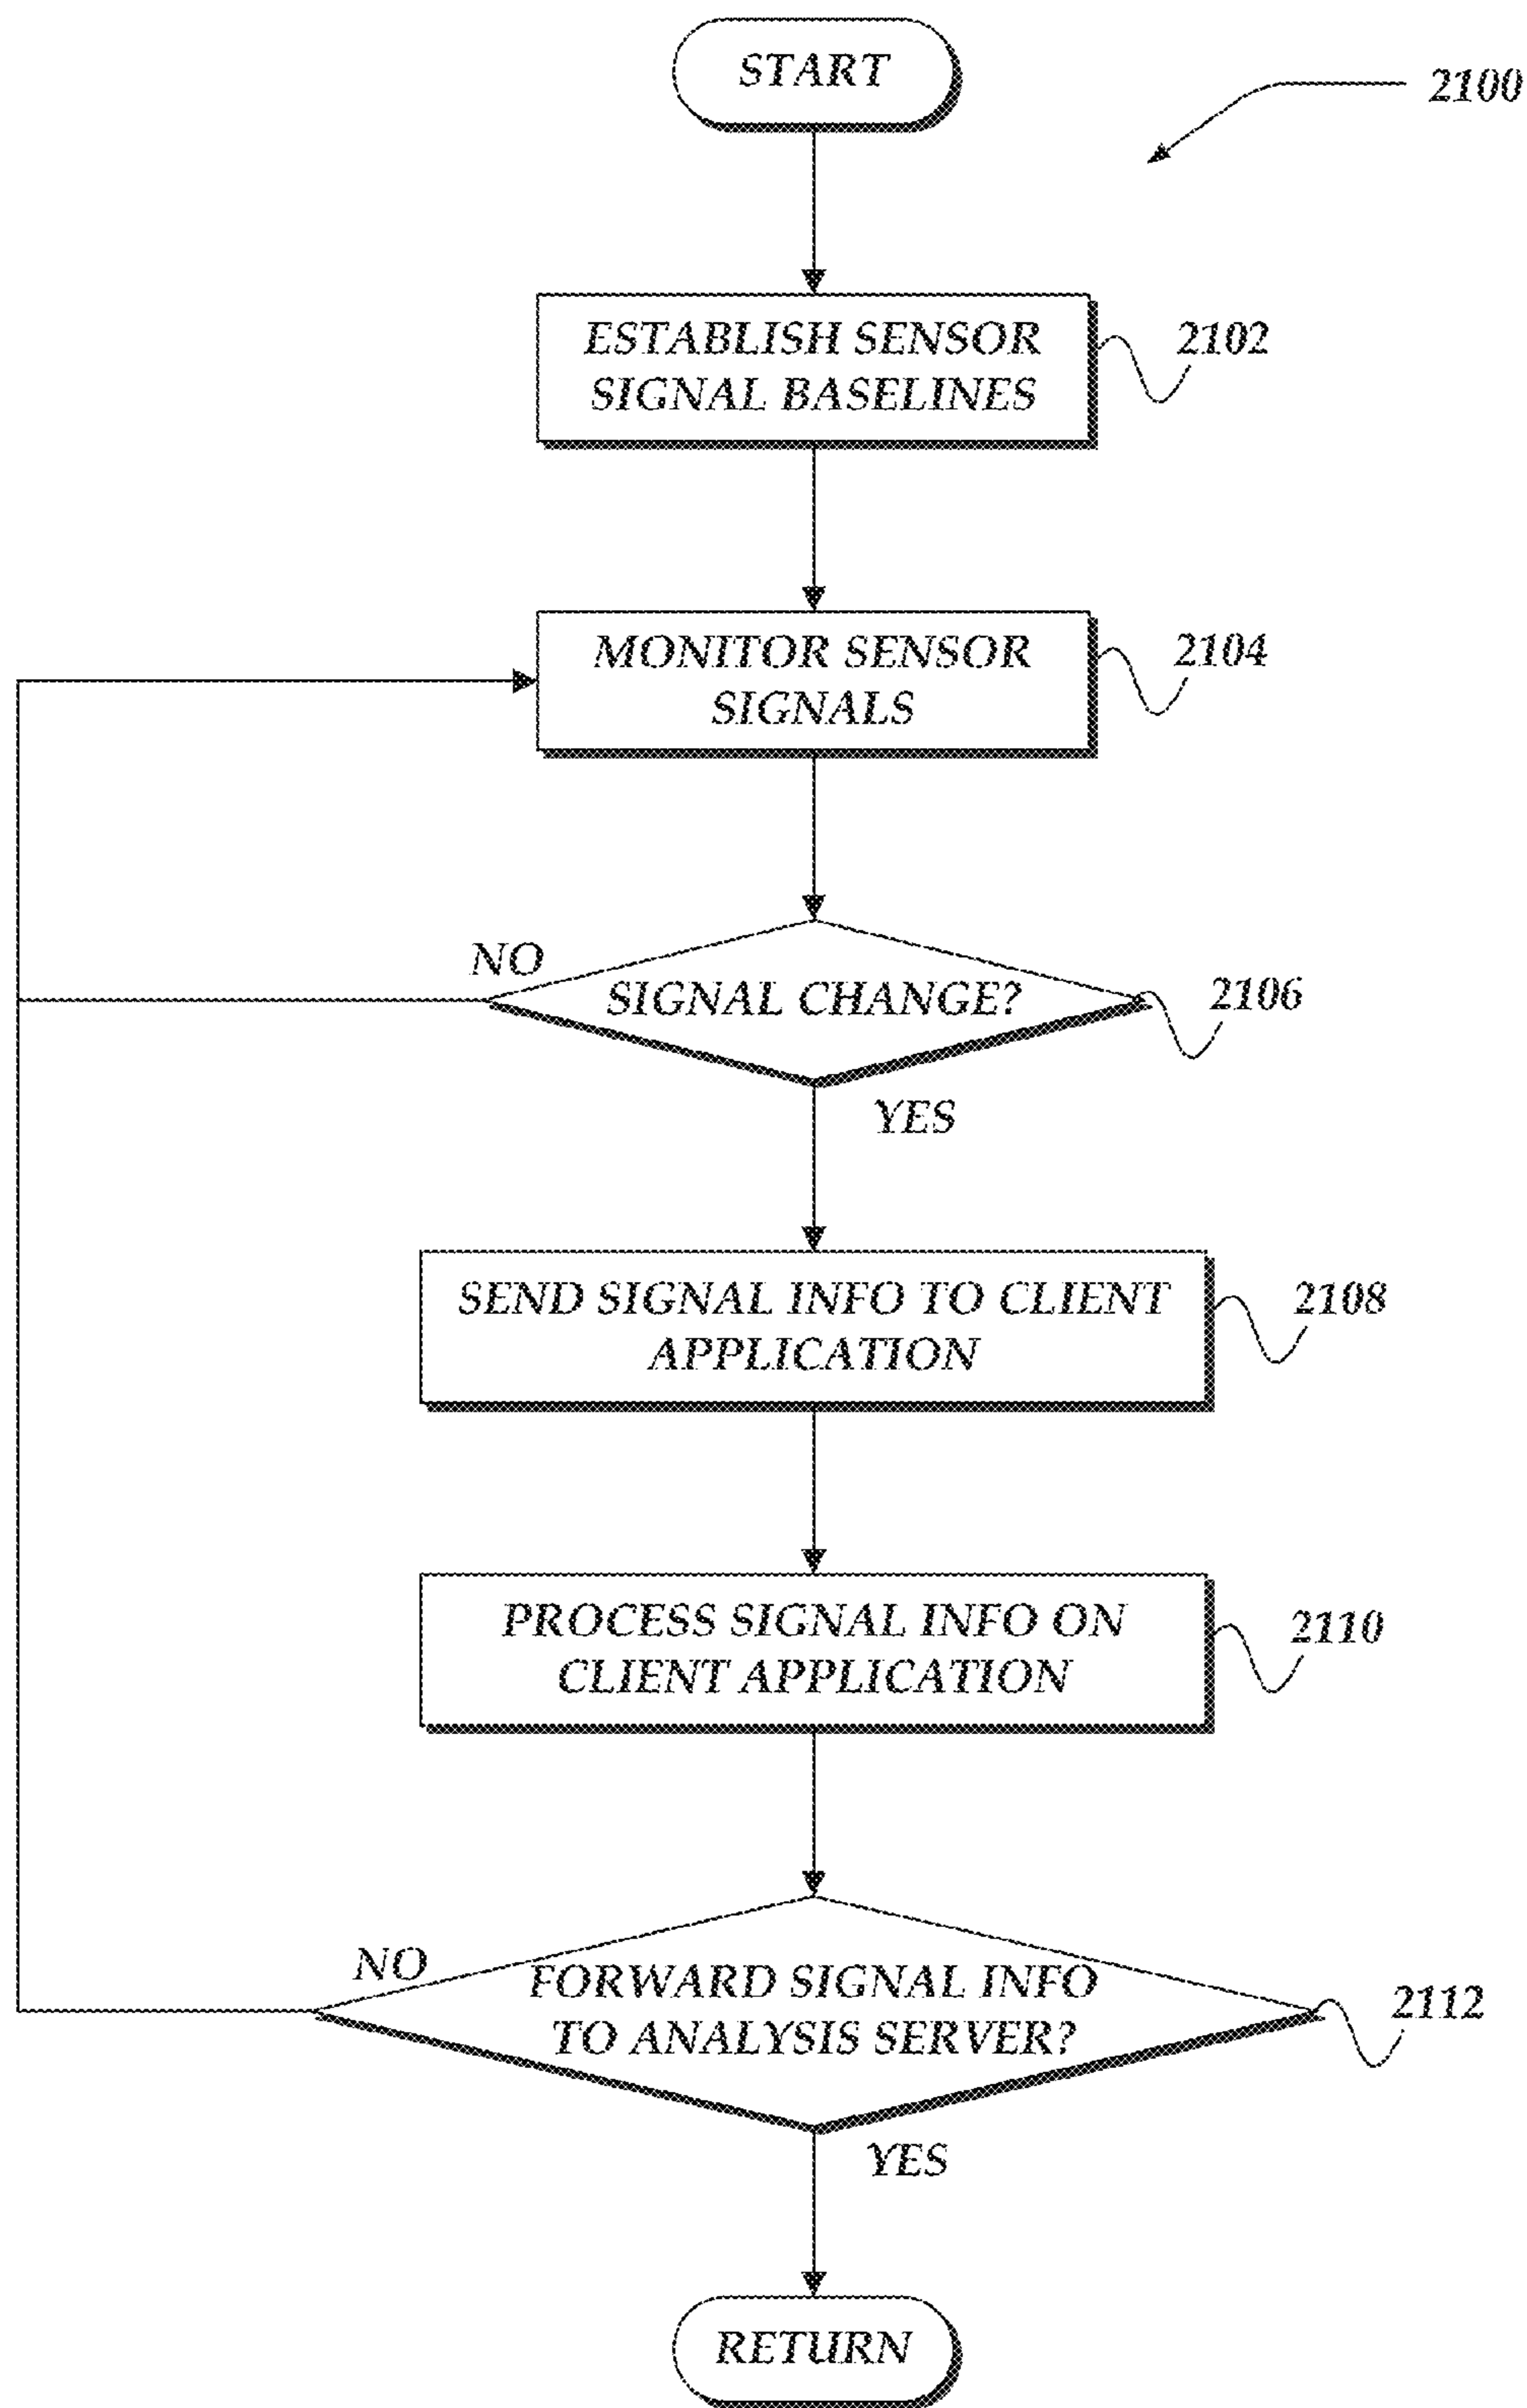 START
2100
ESTABLISH SENSOR
SIGNAL BASELINES
2102
MONITOR SENSOR
SIGNALS
2104
NO
SIGNAL CHANGE?
2106
YES
SEND SIGNAL INFO TO CLIENT
APPLICATION
2108
PROCESS SIGNAL INFO ON
CLIENT APPLICATION
2110
NO
FORWARD SIGNAL INFO
TO ANALYSIS SERVER?
2112
YES
RETURN